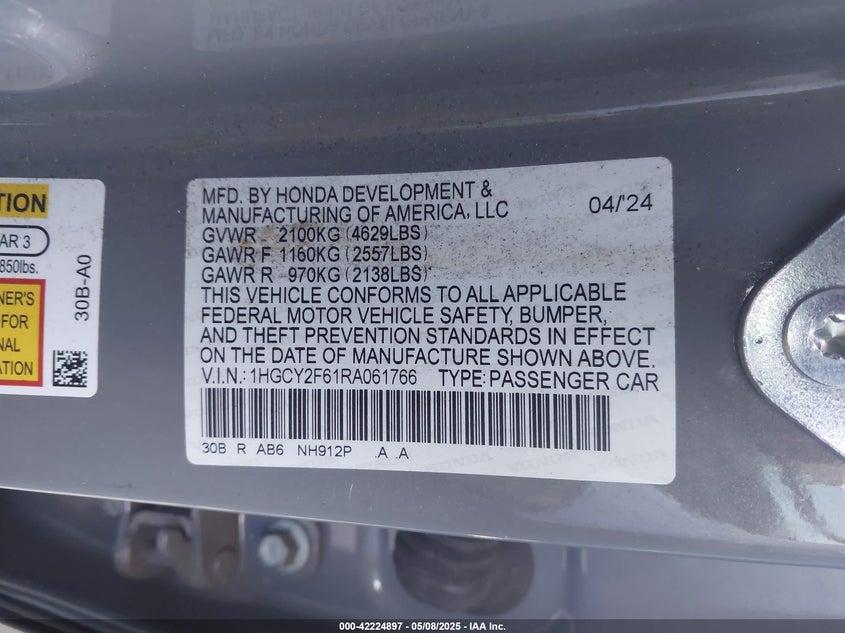 TION
AR 3
850lbs.
NER'S
FOR
NAL
ATION
30B-A0
MFD. BY HONDA DEVELOPMENT &
MANUFACTURING OF AMERICA, LLC 04/'24
GVWR 2100KG (4629LBS)
GAWR F 1160KG (2557LBS)
GAWR R 970KG (2138LBS)
THIS VEHICLE CONFORMS TO ALL APPLICABLE
FEDERAL MOTOR VEHICLE SAFETY, BUMPER,
AND THEFT PREVENTION STANDARDS IN EFFECT
ON THE DATE OF MANUFACTURE SHOWN ABOVE.
V.I.N.: 1HGCY2F61RA061766 TYPE: PASSENGER CAR
30B R AB6 NH912P .A .A
000-42224897 - 05/08/2025 - IAA Inc.